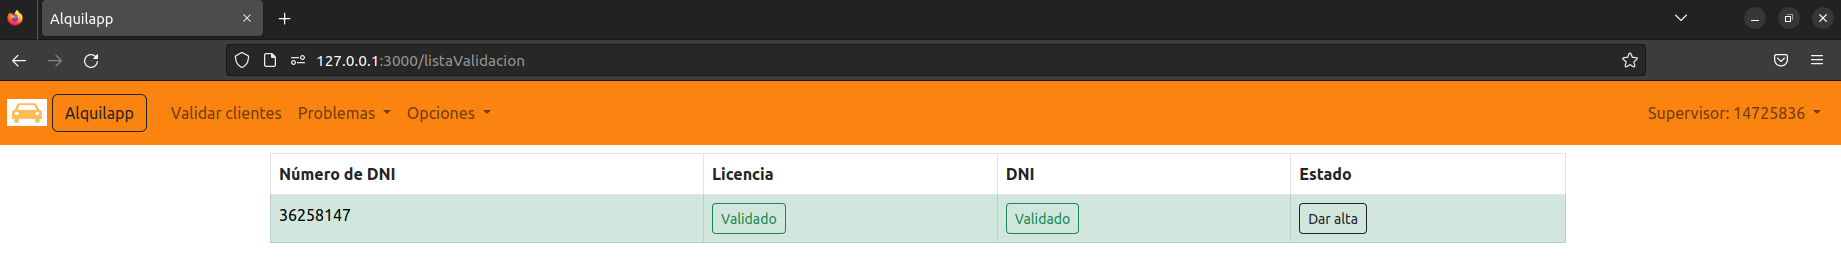 Alquilapp
127.0.0.1:3000/listaValidacion
Alquilapp Validar clientes Problemas Opciones Supervisor: 14725836
Número de DNI Licencia DNI Estado
36258147 Validado Validado Dar alta